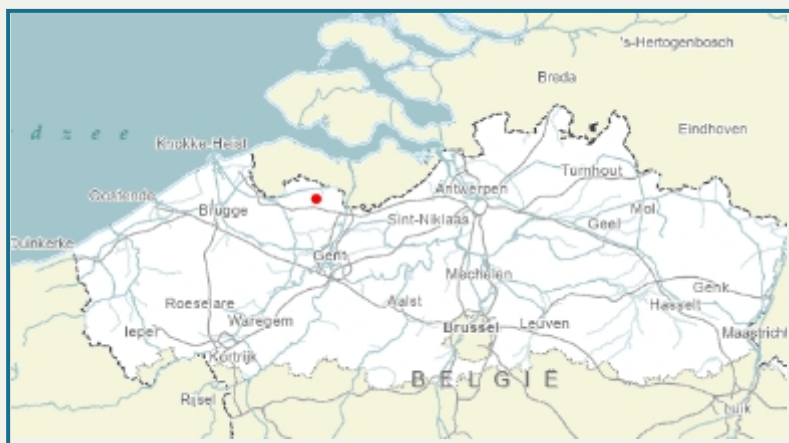 's-Hertogenbosch
Breda
Eindhoven
d z e e
Knokke-Heist
Turnhout
Antwerpen
Oostende
Brugge
Sint-Niklaas
Geel
Mol
Duinkerke
Gent
Mechelen
Genk
Roeselare
Aalst
Hasselt
Ieper
Waregem
Brussel
Leuven
Maastricht
Kortrijk
BELGIË
Rijsel
Luik